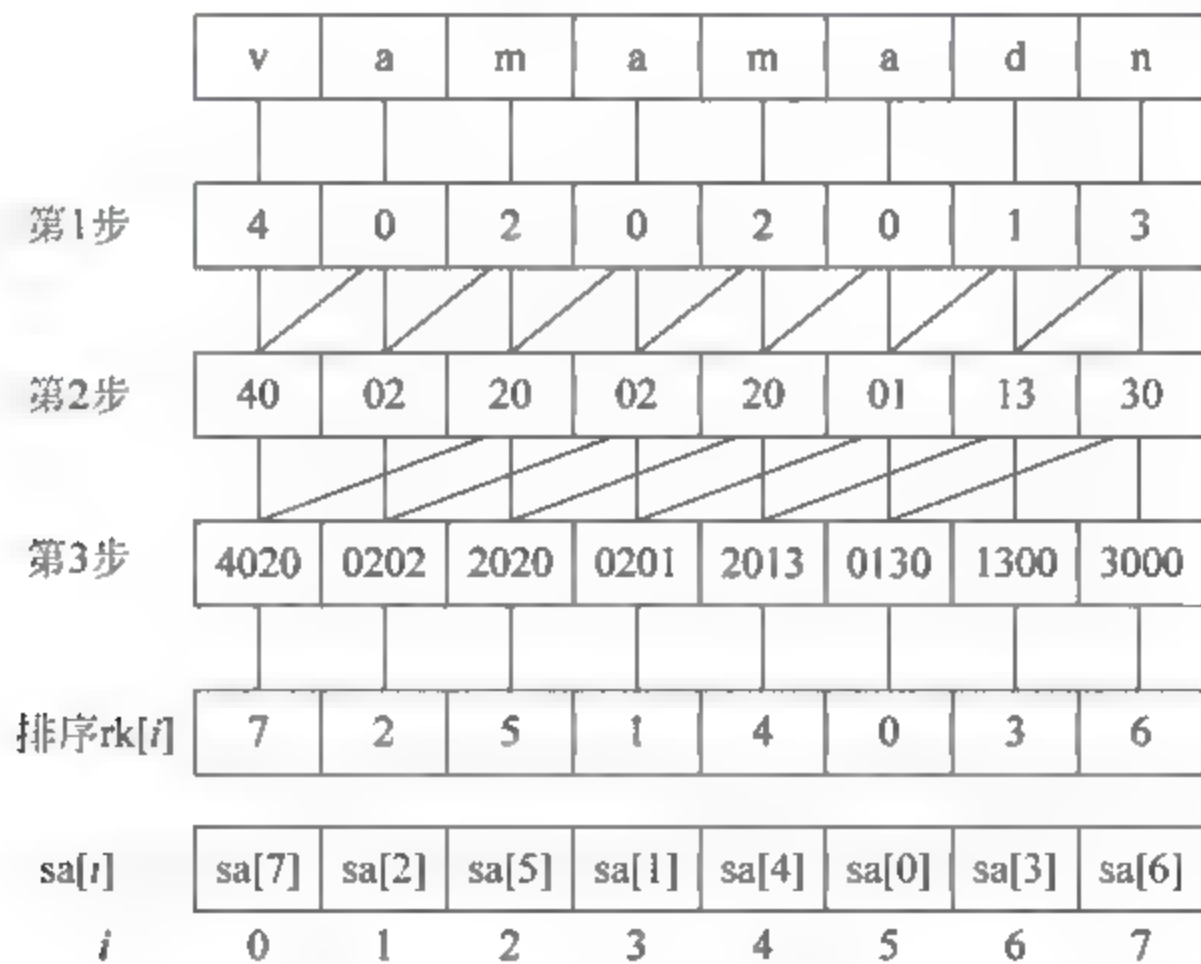 v a m a m a d n
第1步 4 0 2 0 2 0 1 3
第2步 40 02 20 02 20 01 13 30
第3步 4020 0202 2020 0201 2013 0130 1300 3000
排序rk[i] 7 2 5 1 4 0 3 6
sa[i] sa[7] sa[2] sa[5] sa[1] sa[4] sa[0] sa[3] sa[6]
i 0 1 2 3 4 5 6 7